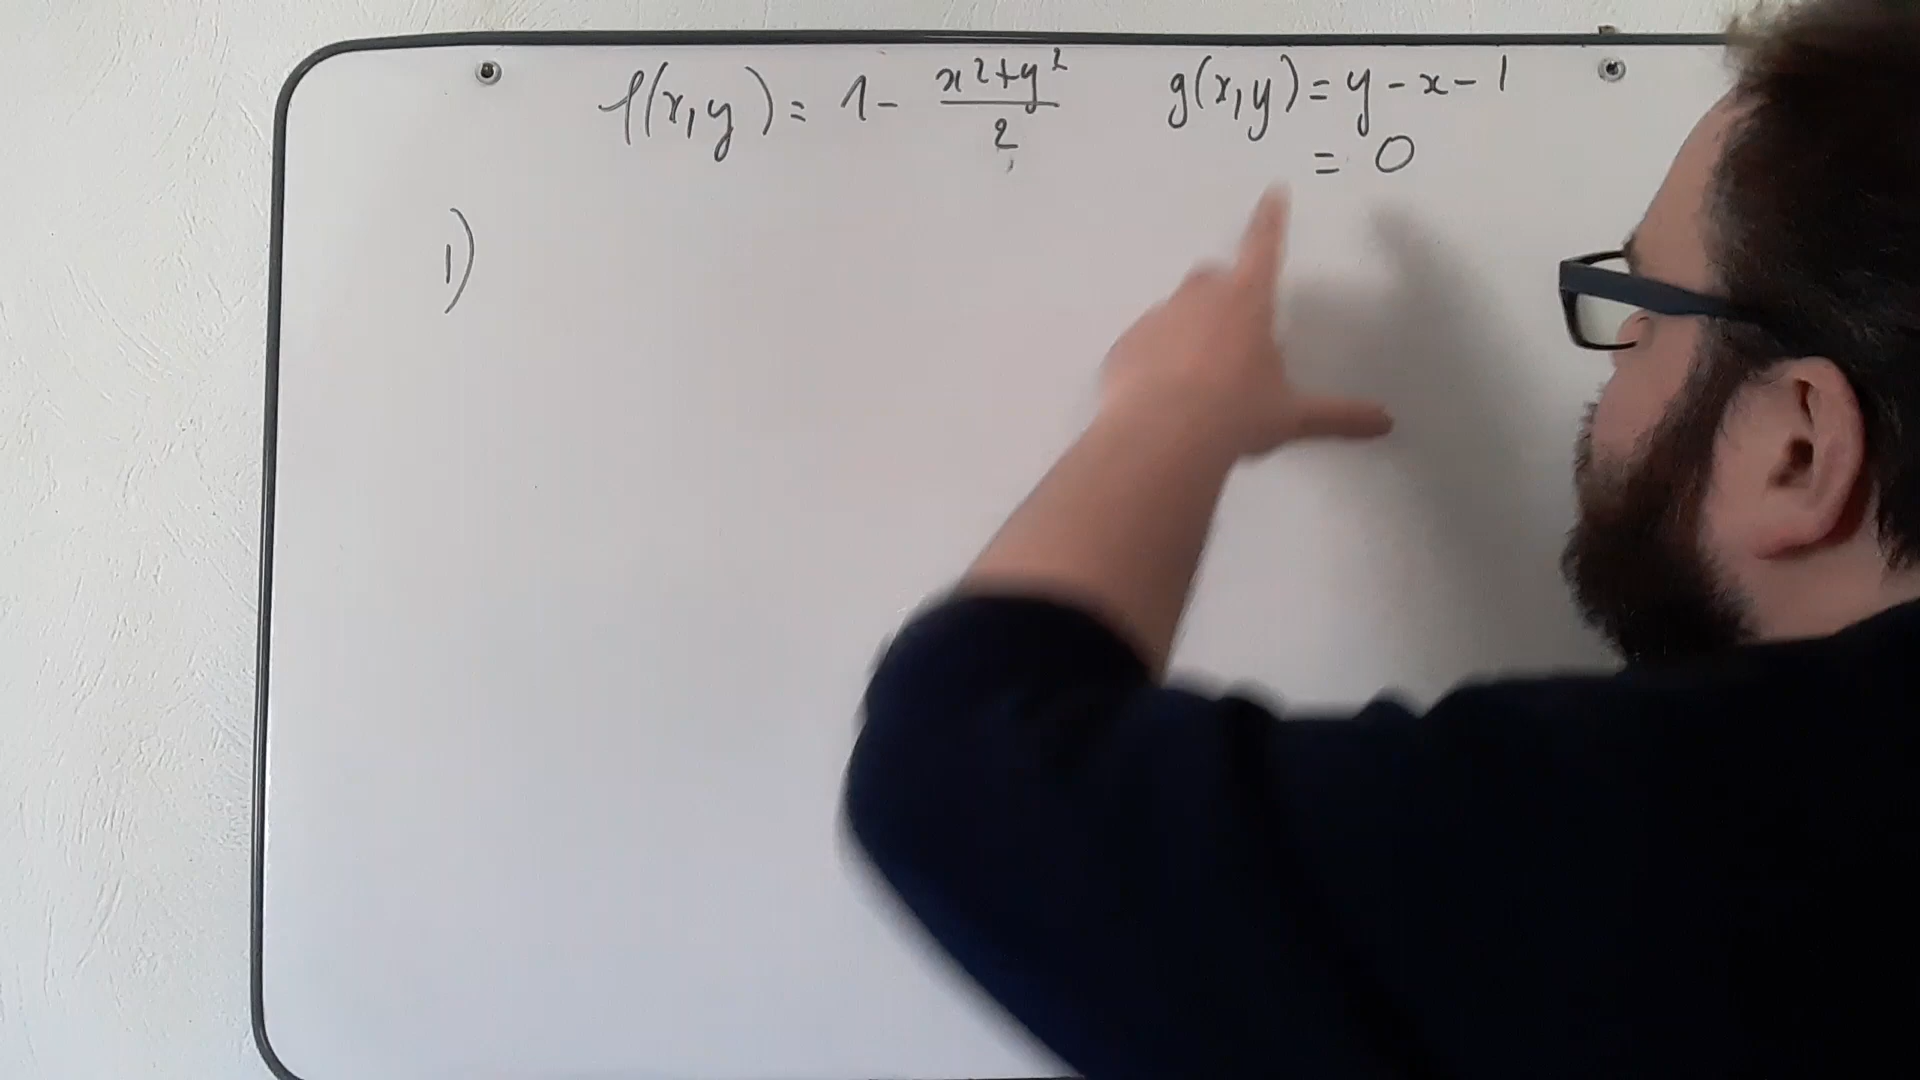 f(x,y) = 1 - (x²+y²)/2 g(x,y) = y - x - 1
= 0
1)